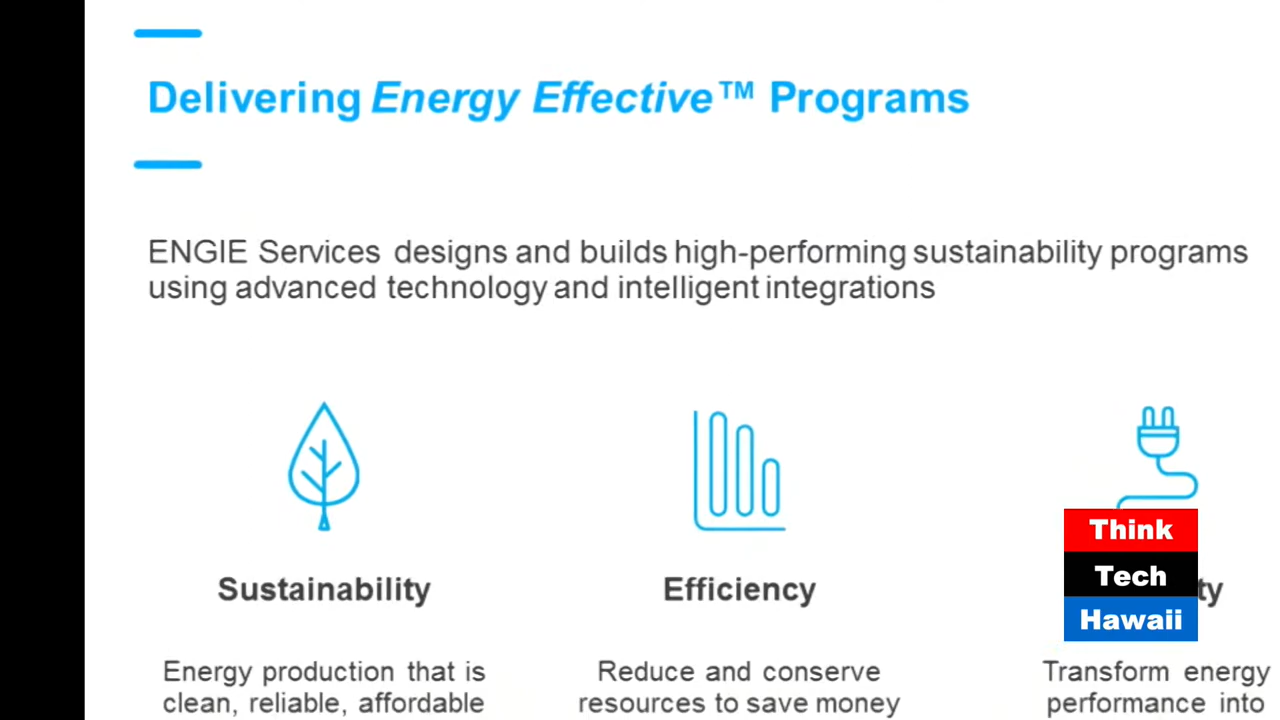 Delivering Energy Effective™ Programs
ENGIE Services designs and builds high-performing sustainability programs
using advanced technology and intelligent integrations
Think
Tech
Hawaii
Sustainability
Efficiency
Energy production that is
clean, reliable, affordable
Reduce and conserve
resources to save money
Transform energy
performance into